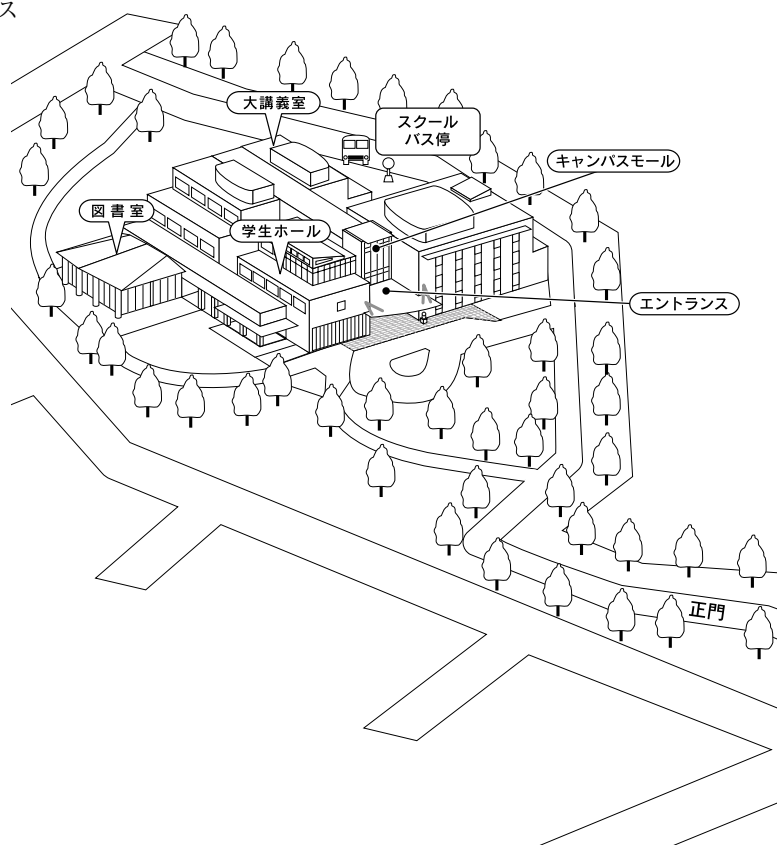 ス
大講義室
スクール
バス停
キャンパスモール
図書室
学生ホール
エントランス
正門